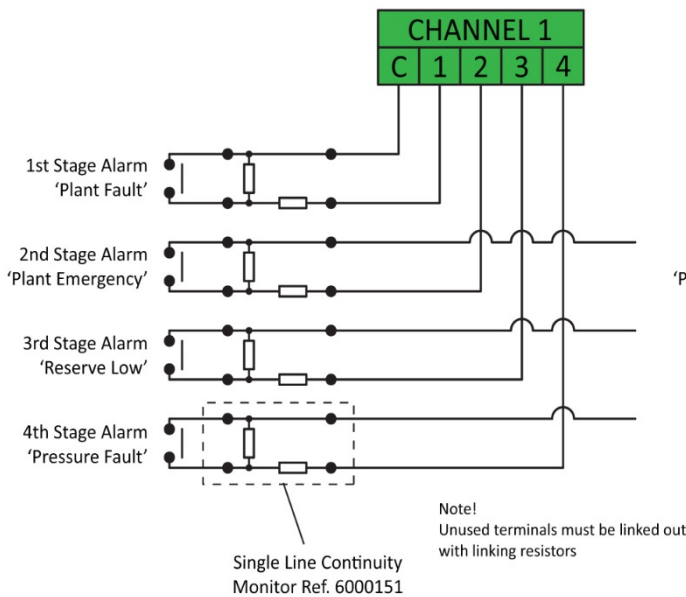 CHANNEL 1
C 1 2 3 4
1st Stage Alarm
‘Plant Fault’
2nd Stage Alarm
‘Plant Emergency’
‘P
3rd Stage Alarm
‘Reserve Low’
4th Stage Alarm
‘Pressure Fault’
Note!
Unused terminals must be linked out
with linking resistors
Single Line Continuity
Monitor Ref. 6000151